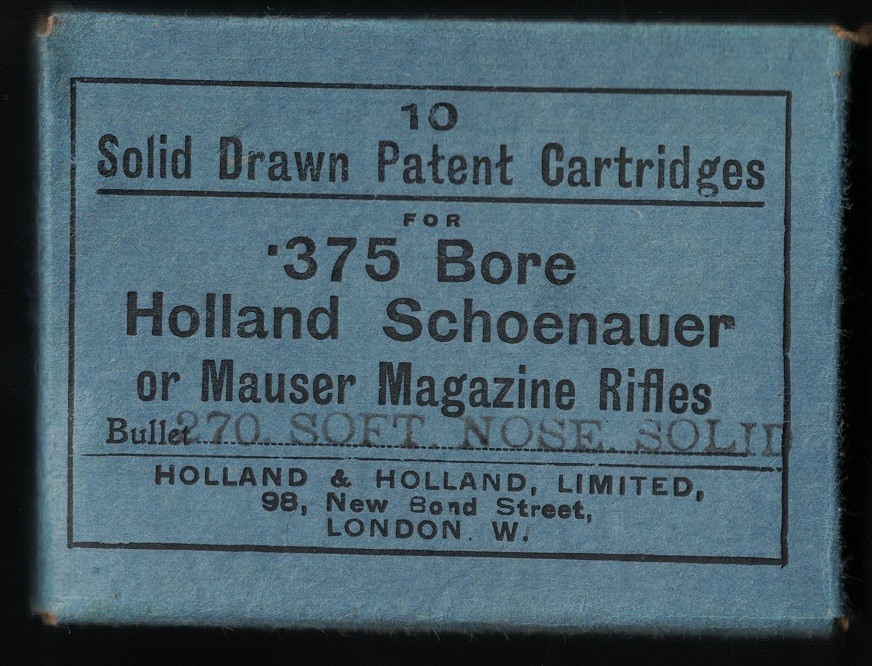 10
Solid Drawn Patent Cartridges
FOR
·375 Bore
Holland Schoenauer
or Mauser Magazine Rifles
Bullet 270 SOFT NOSE SOLID
HOLLAND & HOLLAND, LIMITED,
98, New Bond Street,
LONDON. W.